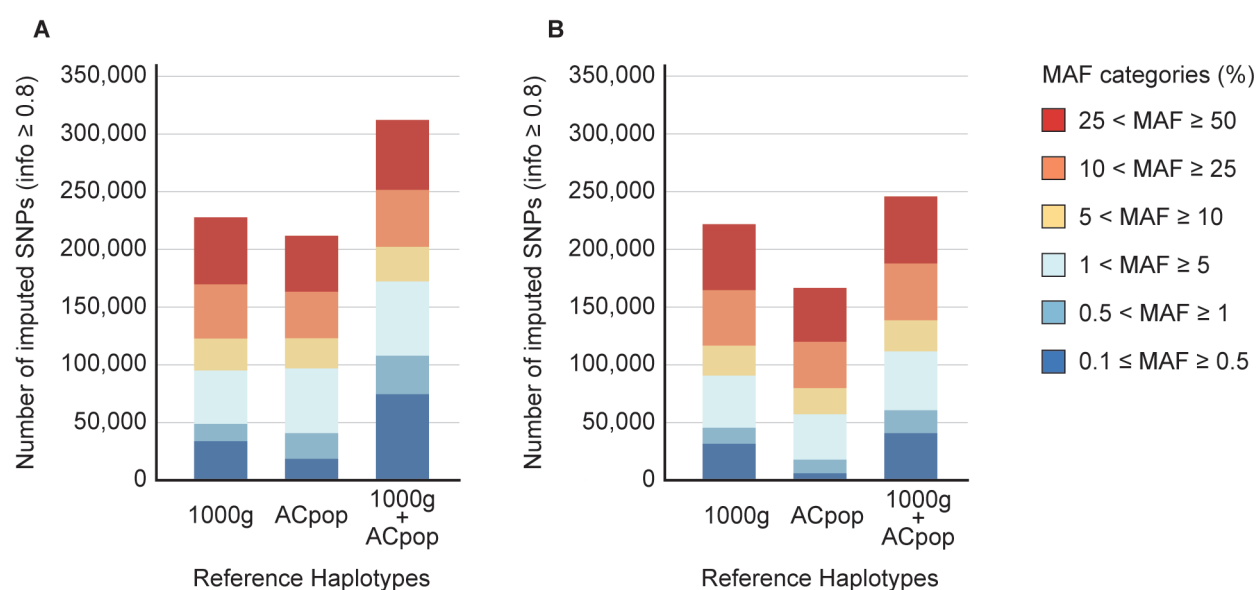 A
Number of imputed SNPs (info ≥ 0.8)
350,000
300,000
250,000
200,000
150,000
100,000
50,000
0
1000g
ACpop
1000g
+
ACpop
Reference Haplotypes
B
Number of imputed SNPs (info ≥ 0.8)
350,000
300,000
250,000
200,000
150,000
100,000
50,000
0
1000g
ACpop
1000g
+
ACpop
Reference Haplotypes
MAF categories (%)
25 < MAF ≥ 50
10 < MAF ≥ 25
5 < MAF ≥ 10
1 < MAF ≥ 5
0.5 < MAF ≥ 1
0.1 ≤ MAF ≥ 0.5